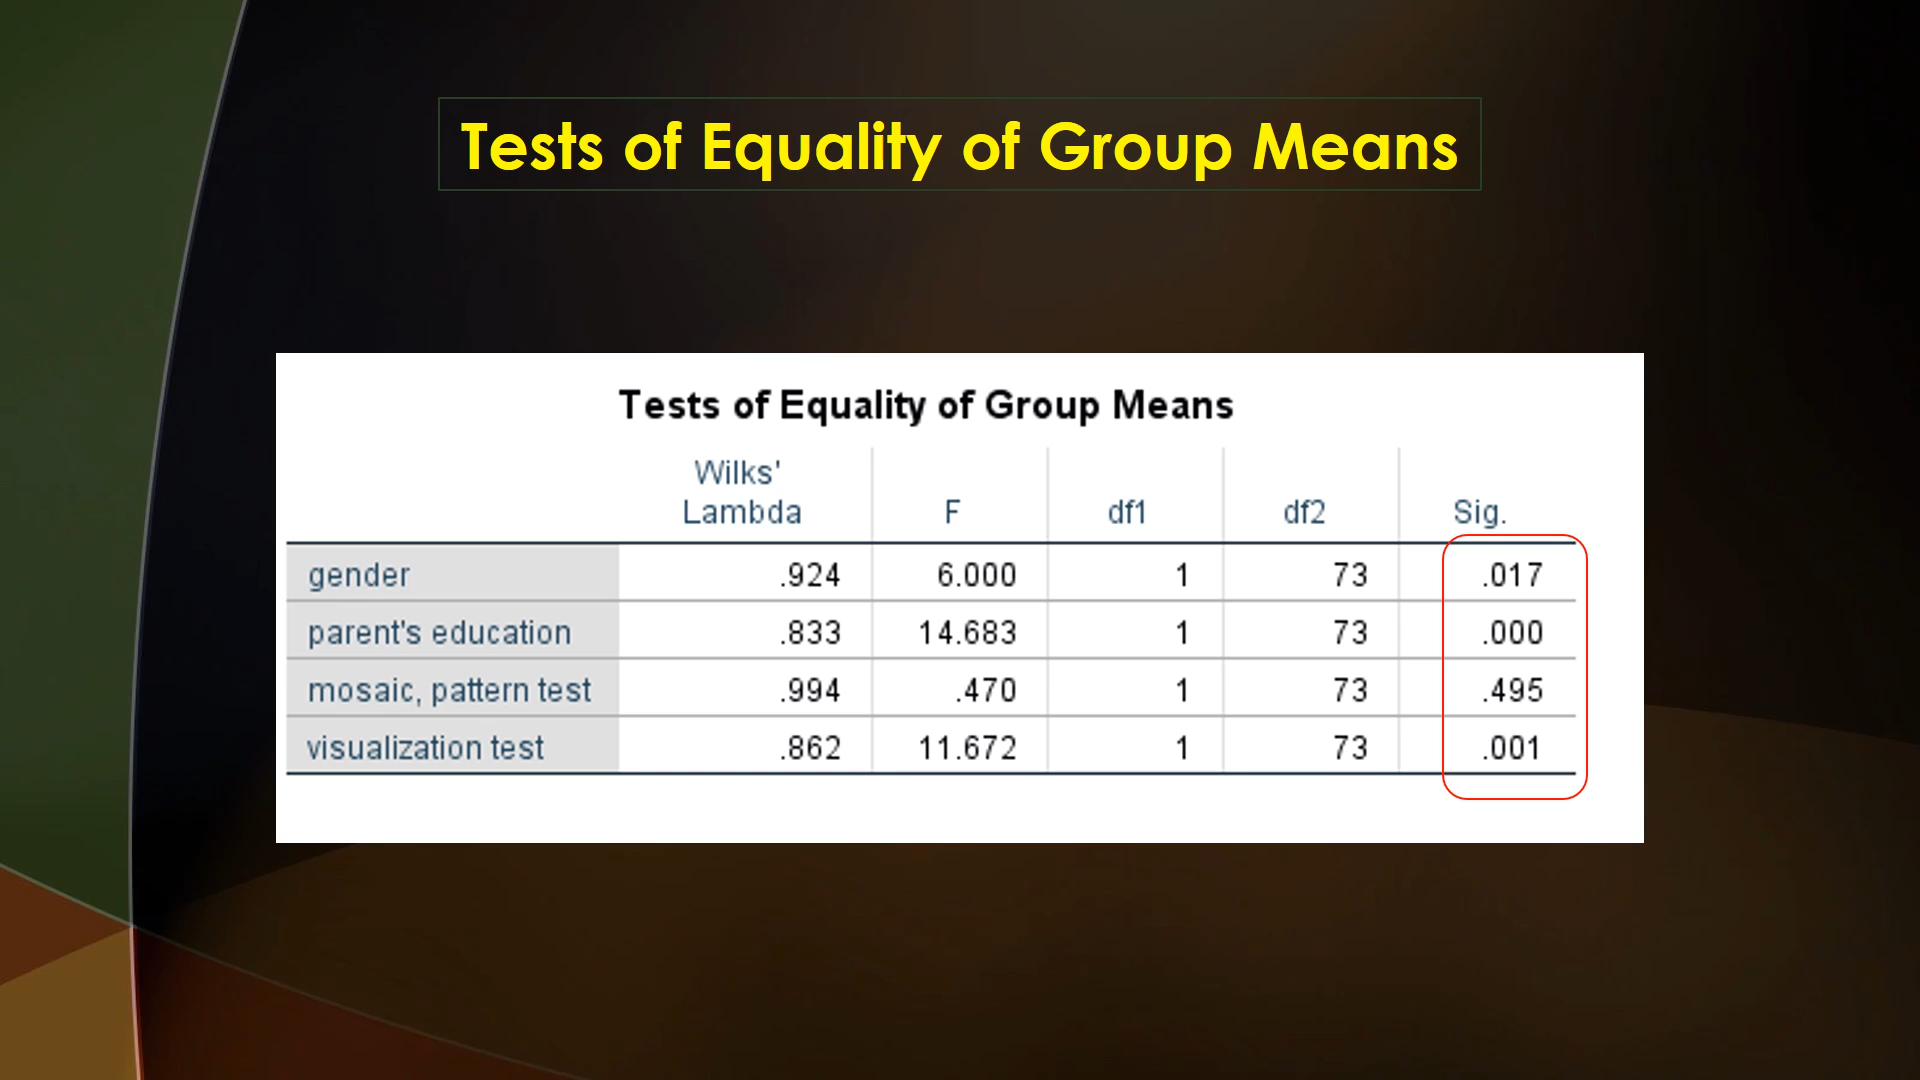 Tests of Equality of Group Means
Tests of Equality of Group Means
Wilks' Lambda F df1 df2 Sig.
gender .924 6.000 1 73 .017
parent's education .833 14.683 1 73 .000
mosaic, pattern test .994 .470 1 73 .495
visualization test .862 11.672 1 73 .001